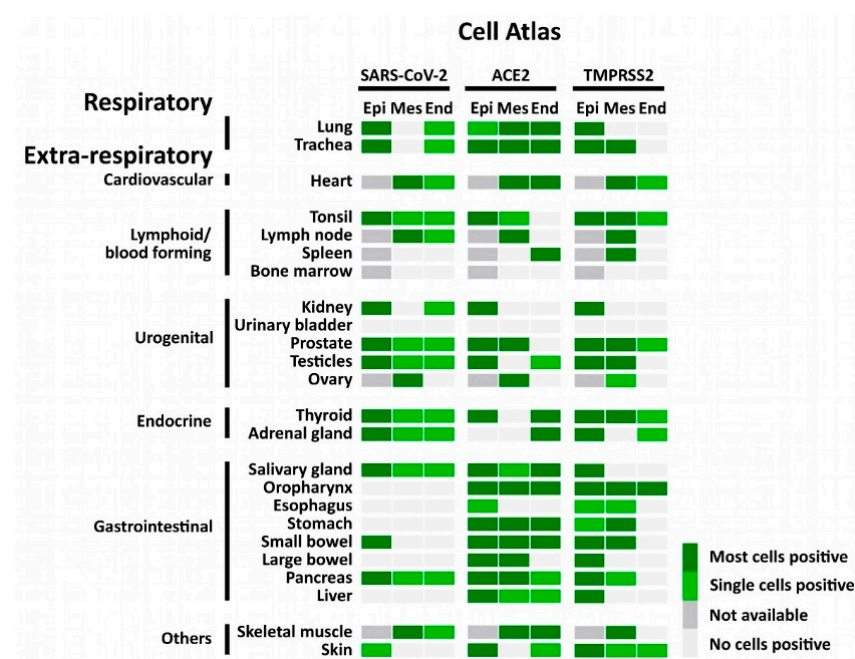 Cell Atlas
SARS-CoV-2 ACE2 TMPRSS2
Respiratory
Epi Mes End Epi Mes End Epi Mes End
Lung
Trachea
Extra-respiratory
Cardiovascular Heart
Tonsil
Lymphoid/ Lymph node
blood forming Spleen
Bone marrow
Kidney
Urinary bladder
Urogenital Prostate
Testicles
Ovary
Endocrine Thyroid
Adrenal gland
Salivary gland
Oropharynx
Esophagus
Gastrointestinal Stomach
Small bowel
Large bowel
Pancreas
Liver
Most cells positive
Single cells positive
Not available
No cells positive
Others Skeletal muscle
Skin